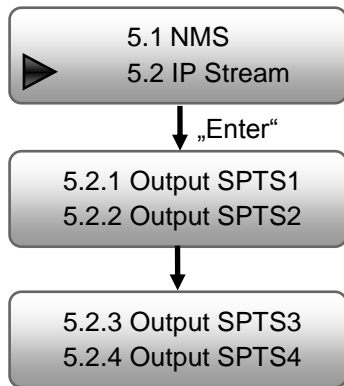 5.1 NMS
5.2 IP Stream
„Enter“
5.2.1 Output SPTS1
5.2.2 Output SPTS2
5.2.3 Output SPTS3
5.2.4 Output SPTS4